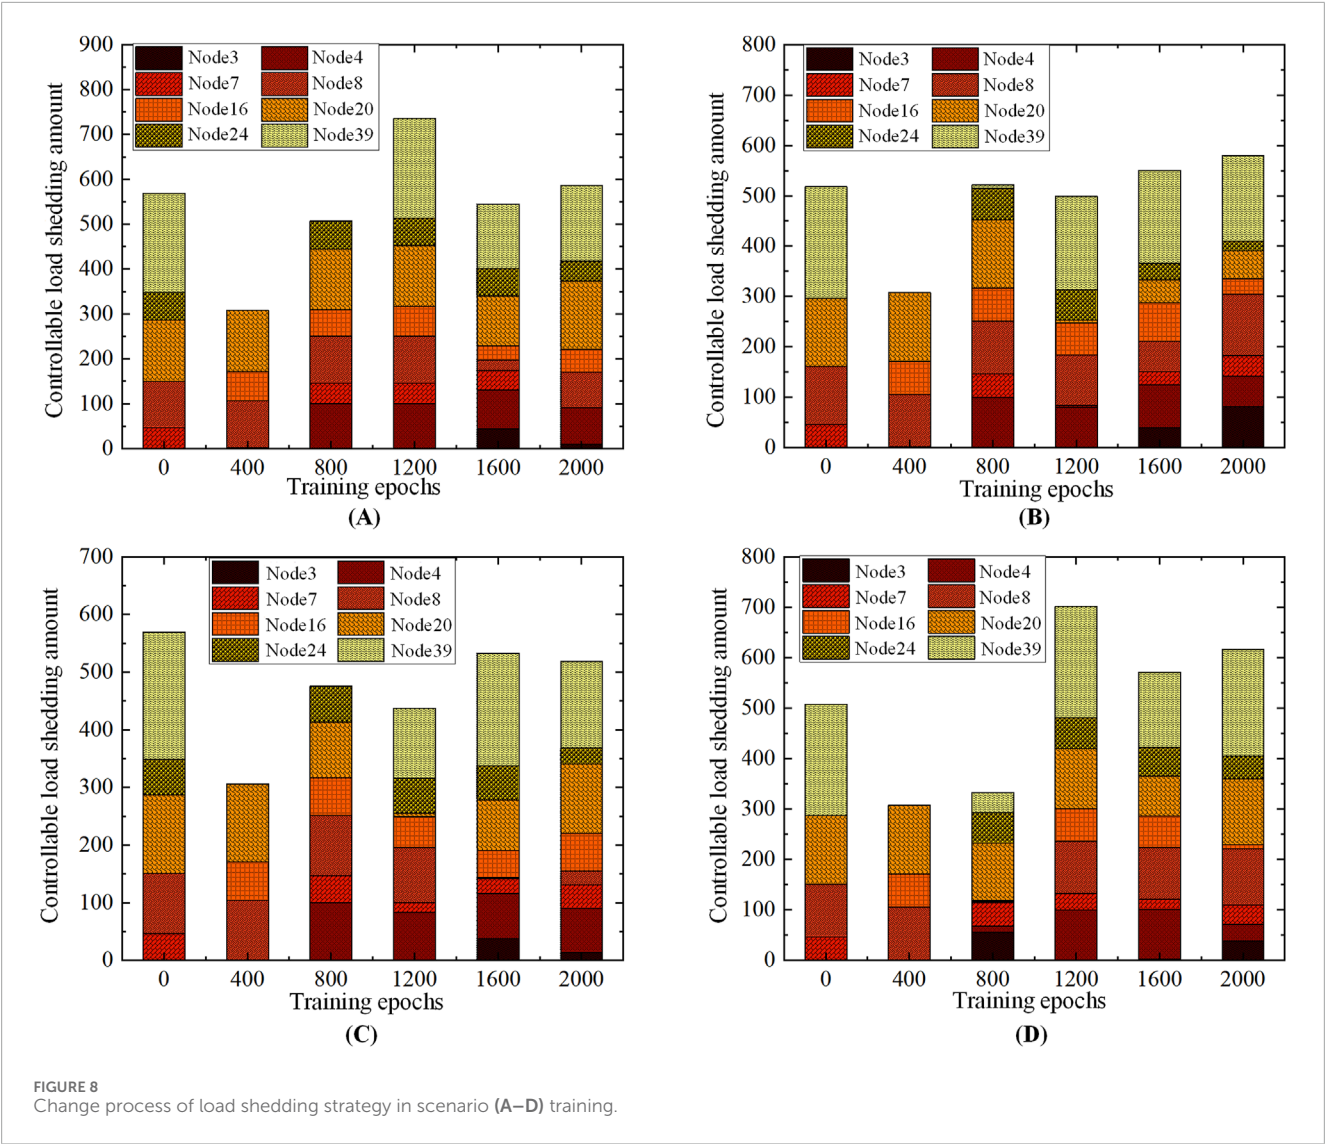 900
800
700
600
500
400
300
200
100
0
Controllable load shedding amount
Node3 Node4
Node7 Node8
Node16 Node20
Node24 Node39
0 400 800 1200 1600 2000
Training epochs
(A)
800
700
600
500
400
300
200
100
0
Controllable load shedding amount
Node3 Node4
Node7 Node8
Node16 Node20
Node24 Node39
0 400 800 1200 1600 2000
Training epochs
(B)
700
600
500
400
300
200
100
0
Controllable load shedding amount
Node3 Node4
Node7 Node8
Node16 Node20
Node24 Node39
0 400 800 1200 1600 2000
Training epochs
(C)
800
700
600
500
400
300
200
100
0
Controllable load shedding amount
Node3 Node4
Node7 Node8
Node16 Node20
Node24 Node39
0 400 800 1200 1600 2000
Training epochs
(D)
FIGURE 8
Change process of load shedding strategy in scenario (A–D) training.